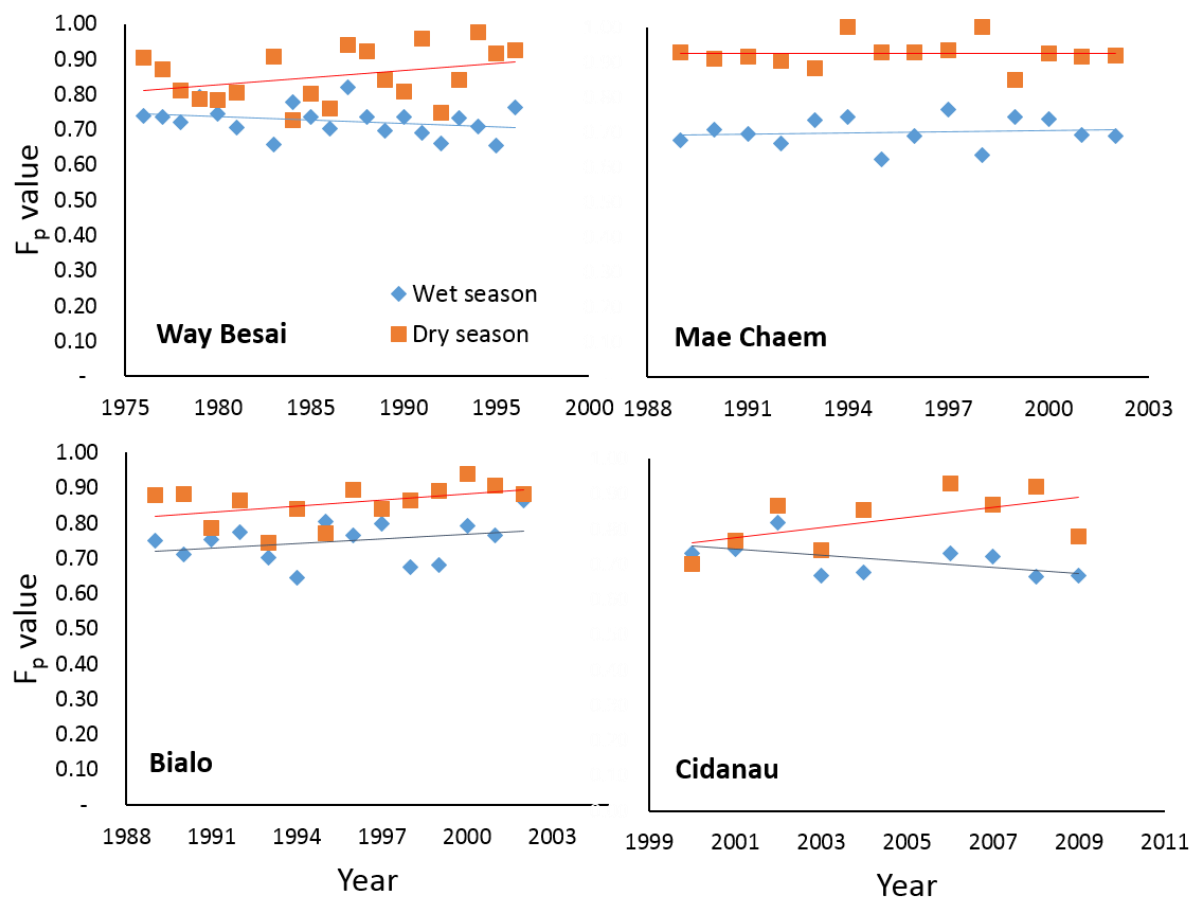 1.00
0.90
0.80
0.70
0.60
0.50
0.40
0.30
0.20
0.10
-
Fp value
Wet season
Dry season
Way Besai
1975 1980 1985 1990 1995 2000
Mae Chaem
1988 1991 1994 1997 2000 2003
1.00
0.90
0.80
0.70
0.60
0.50
0.40
0.30
0.20
0.10
-
Fp value
Bialo
1988 1991 1994 1997 2000 2003
Year
Cidanau
1999 2001 2003 2005 2007 2009 2011
Year